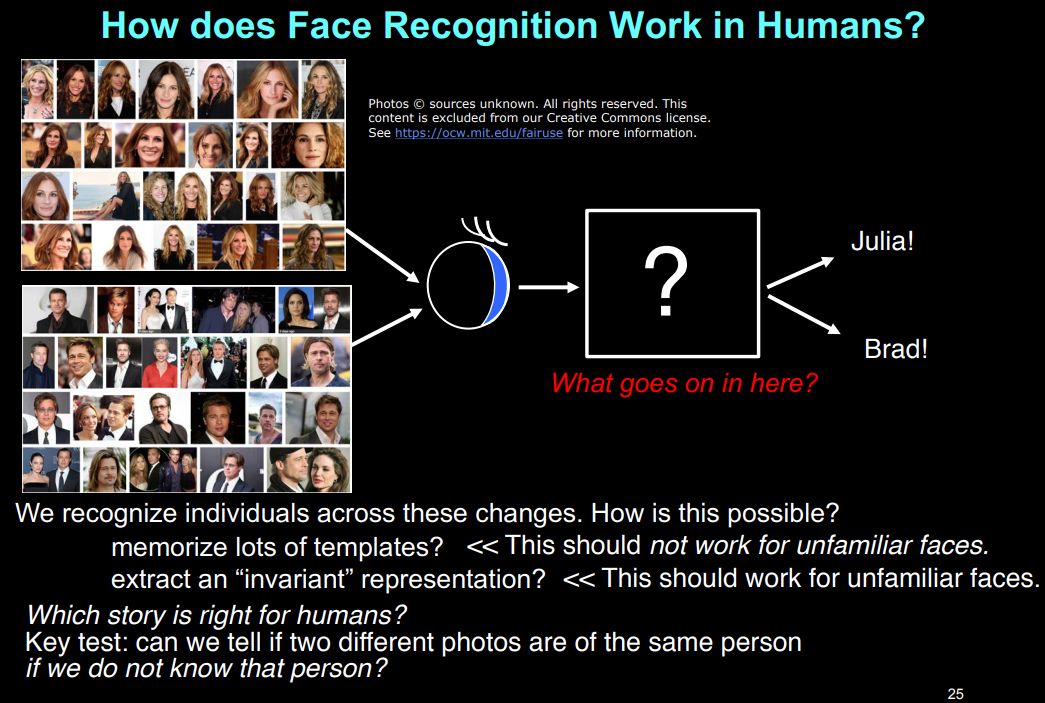 How does Face Recognition Work in Humans?
Photos © sources unknown. All rights reserved. This
content is excluded from our Creative Commons license.
See https://ocw.mit.edu/fairuse for more information.
?
Julia!
Brad!
What goes on in here?
We recognize individuals across these changes. How is this possible?
memorize lots of templates? << This should not work for unfamiliar faces.
extract an “invariant” representation? << This should work for unfamiliar faces.
Which story is right for humans?
Key test: can we tell if two different photos are of the same person
if we do not know that person?
25